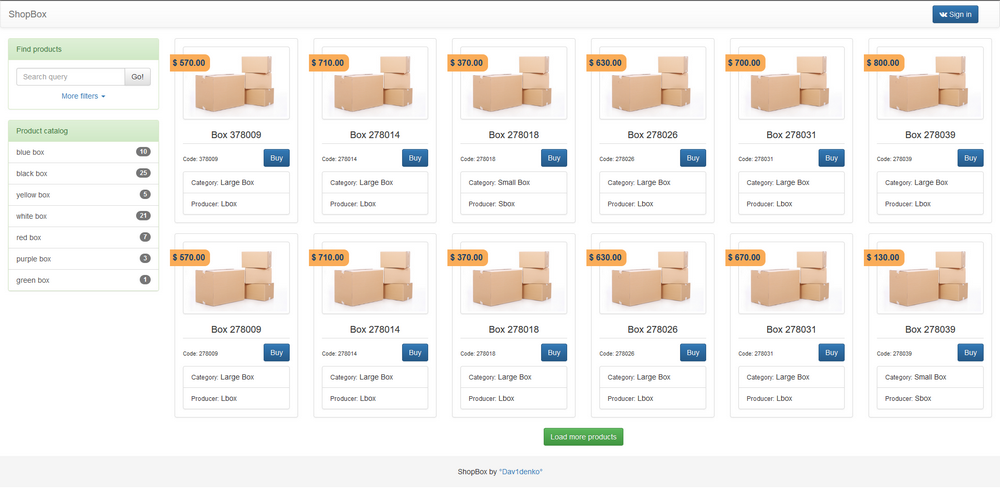 ShopBox
Sign in
Find products
Search query
Go!
More filters
Product catalog
blue box 10
black box 25
yellow box 5
white box 21
red box 7
purple box 3
green box 1
$ 570.00
Box 378009
Code: 378009
Buy
Category: Large Box
Producer: Lbox
$ 710.00
Box 278014
Code: 278014
Buy
Category: Large Box
Producer: Lbox
$ 370.00
Box 278018
Code: 278018
Buy
Category: Small Box
Producer: Sbox
$ 630.00
Box 278026
Code: 278026
Buy
Category: Large Box
Producer: Lbox
$ 700.00
Box 278031
Code: 278031
Buy
Category: Large Box
Producer: Lbox
$ 800.00
Box 278039
Code: 278039
Buy
Category: Large Box
Producer: Lbox
$ 570.00
Box 278009
Code: 278009
Buy
Category: Large Box
Producer: Lbox
$ 710.00
Box 278014
Code: 278014
Buy
Category: Large Box
Producer: Lbox
$ 370.00
Box 278018
Code: 278018
Buy
Category: Large Box
Producer: Lbox
$ 630.00
Box 278026
Code: 278026
Buy
Category: Large Box
Producer: Lbox
$ 670.00
Box 278031
Code: 278031
Buy
Category: Large Box
Producer: Lbox
$ 130.00
Box 278039
Code: 278039
Buy
Category: Small Box
Producer: Sbox
Load more products
ShopBox by "Dav1denko"